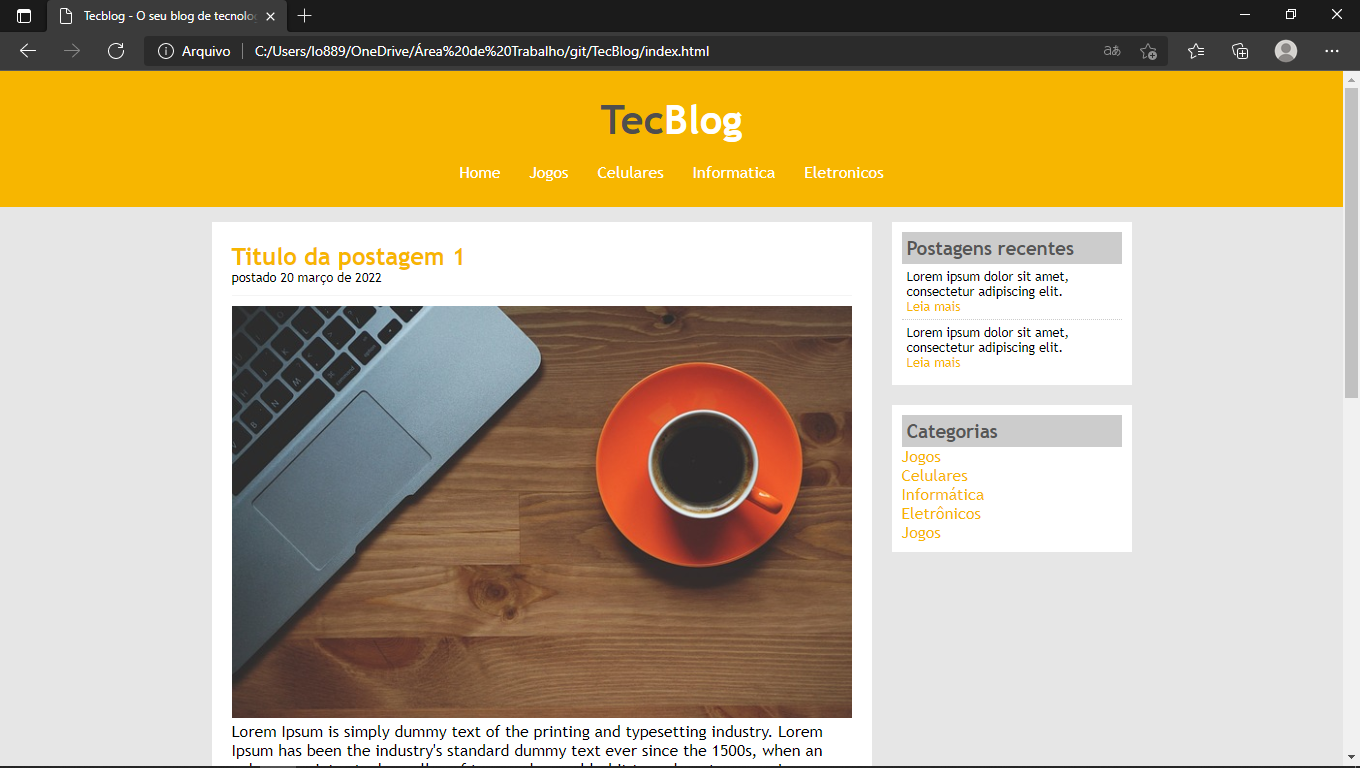 Tecblog - O seu blog de tecnolog
Arquivo
C:/Users/lo889/OneDrive/Área%20de%20Trabalho/git/TecBlog/index.html
TecBlog
Home Jogos Celulares Informatica Eletronicos
Titulo da postagem 1
postado 20 março de 2022
Lorem Ipsum is simply dummy text of the printing and typesetting industry. Lorem
Ipsum has been the industry's standard dummy text ever since the 1500s, when an
Postagens recentes
Lorem ipsum dolor sit amet,
consectetur adipiscing elit.
Leia mais
Lorem ipsum dolor sit amet,
consectetur adipiscing elit.
Leia mais
Categorias
Jogos
Celulares
Informática
Eletrônicos
Jogos